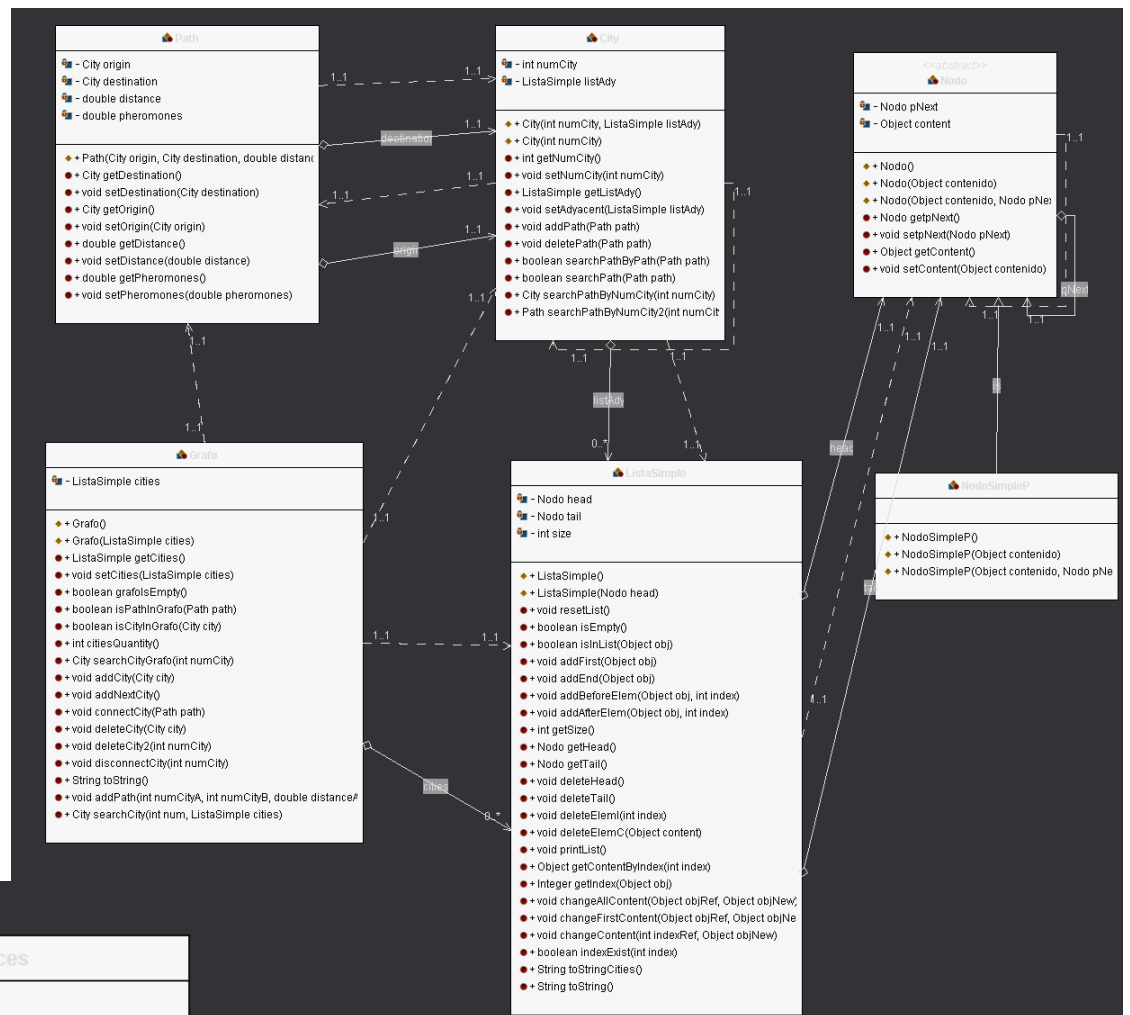 Path
- City origin
- City destination
- double distance
- double pheromones
+ Path(City origin, City destination, double distanc
+ City getDestination()
+ void setDestination(City destination)
+ City getOrigin()
+ void setOrigin(City origin)
+ double getDistance()
+ void setDistance(double distance)
+ double getPheromones()
+ void setPheromones(double pheromones)
1..1
1..1
destination
1..1
1..1
1..1
origin
1..1
City
- int numCity
- ListaSimple listAdy
+ City(int numCity, ListaSimple listAdy)
+ City(int numCity)
+ int getNumCity()
+ void setNumCity(int numCity)
+ ListaSimple getListAdy()
+ void setAdyacent(ListaSimple listAdy)
+ void addPath(Path path)
+ void deletePath(Path path)
+ boolean searchPathByPath(Path path)
+ boolean searchPath(Path path)
+ City searchPathByNumCity(int numCity)
+ Path searchPathByNumCity2(int numCit
1..1
1..1
1..1
<<abstract>>
Nodo
- Nodo pNext
- Object content
+ Nodo()
+ Nodo(Object contenido)
+ Nodo(Object contenido, Nodo pNex
+ Nodo getpNext()
+ void setpNext(Nodo pNext)
+ Object getContent()
+ void setContent(Object contenido)
1..1
pNext
1..1
1..1
1..1
1..1
1..1
1..1
1..1
1..1
listAdy
0..*
1..1
head
is
Grafo
- ListaSimple cities
+ Grafo()
+ Grafo(ListaSimple cities)
+ ListaSimple getCities()
+ void setCities(ListaSimple cities)
+ boolean grafoIsEmpty()
+ boolean isPathInGrafo(Path path)
+ boolean isCityInGrafo(City city)
+ int citiesQuantity()
+ City searchCityGrafo(int numCity)
+ void addCity(City city)
+ void addNextCity()
+ void connectCity(Path path)
+ void deleteCity(City city)
+ void deleteCity2(int numCity)
+ void disconnectCity(int numCity)
+ String toString()
+ void addPath(int numCityA, int numCityB, double distanceA
+ City searchCity(int num, ListaSimple cities)
1..1
1..1
1..1
cities
0..*
ListaSimple
- Nodo head
- Nodo tail
- int size
+ ListaSimple()
+ ListaSimple(Nodo head)
+ void resetList()
+ boolean isEmpty()
+ boolean isInList(Object obj)
+ void addFirst(Object obj)
+ void addEnd(Object obj)
+ void addBeforeElem(Object obj, int index)
+ void addAfterElem(Object obj, int index)
+ int getSize()
+ Nodo getHead()
+ Nodo getTail()
+ void deleteHead()
+ void deleteTail()
+ void deleteElemI(int index)
+ void deleteElemC(Object content)
+ void printList()
+ Object getContentByIndex(int index)
+ Integer getIndex(Object obj)
+ void changeAllContent(Object objRef, Object objNew)
+ void changeFirstContent(Object objRef, Object objNe
+ void changeContent(int indexRef, Object objNew)
+ boolean indexExist(int index)
+ String toStringCities()
+ String toString()
1..1
NodoSimpleP
+ NodoSimpleP()
+ NodoSimpleP(Object contenido)
+ NodoSimpleP(Object contenido, Nodo pNe
ces